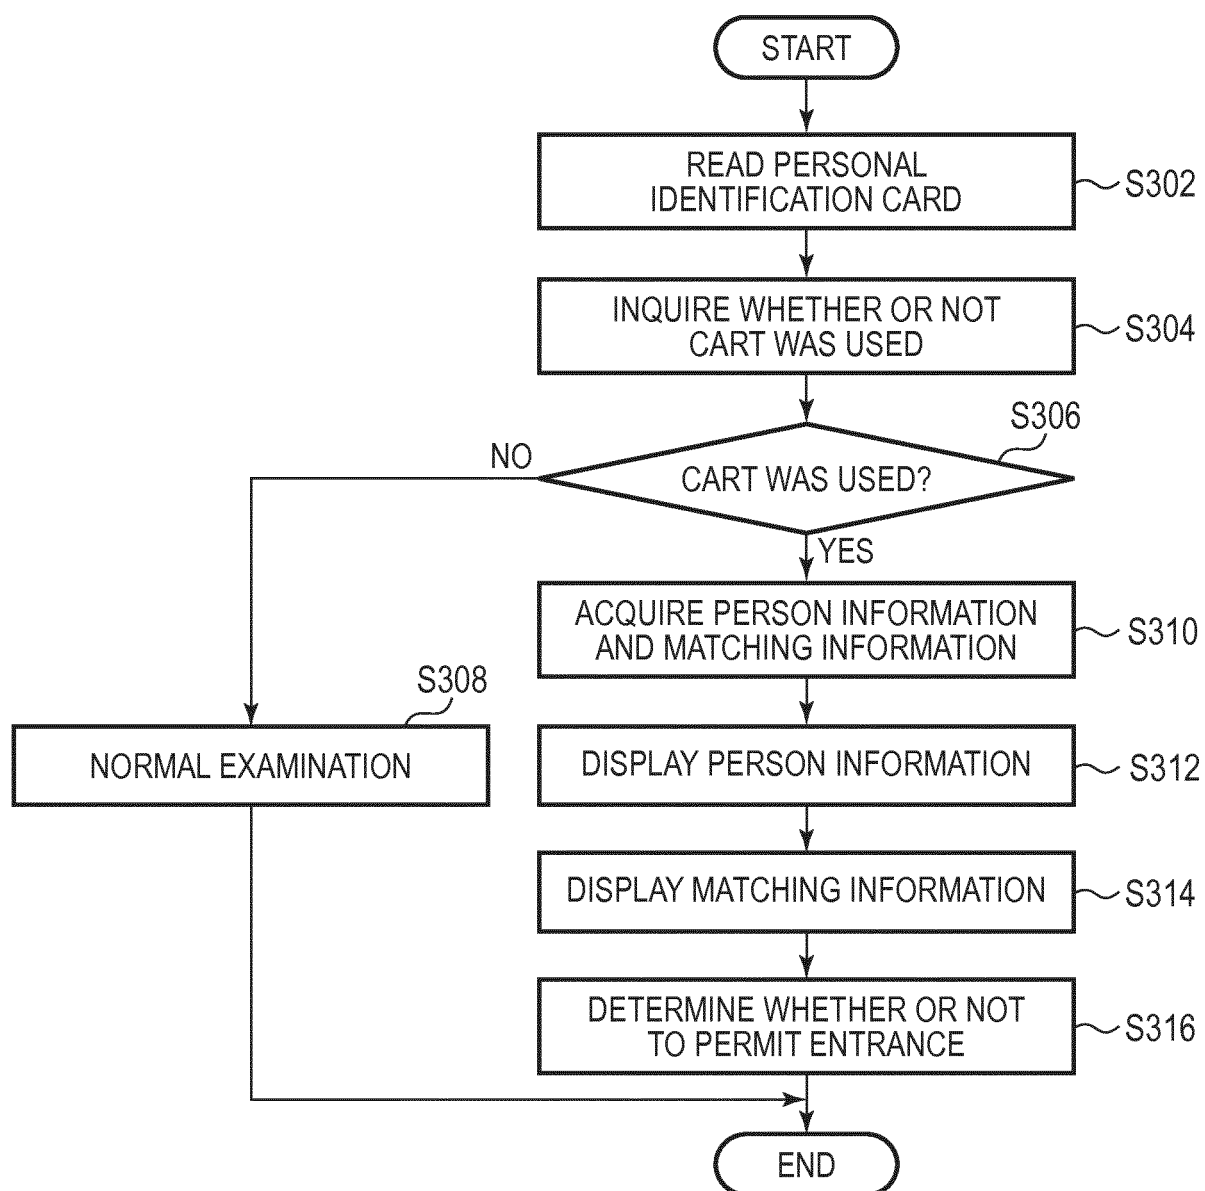 START
READ PERSONAL
IDENTIFICATION CARD
S302
INQUIRE WHETHER OR NOT
CART WAS USED
S304
S306
NO
CART WAS USED?
YES
ACQUIRE PERSON INFORMATION
AND MATCHING INFORMATION
S310
S308
NORMAL EXAMINATION
DISPLAY PERSON INFORMATION
S312
DISPLAY MATCHING INFORMATION
S314
DETERMINE WHETHER OR NOT
TO PERMIT ENTRANCE
S316
END